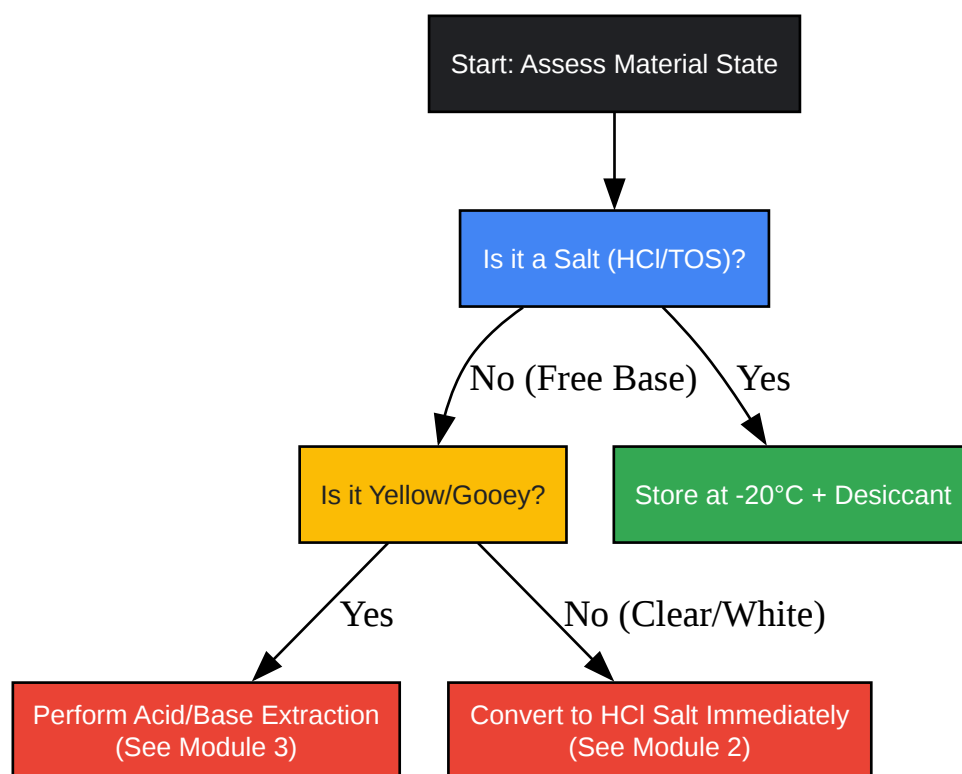 Start: Assess Material State
Is it a Salt (HCl/TOS)?
No (Free Base)
Yes
Is it Yellow/Gooey?
Store at -20°C + Desiccant
Yes
No (Clear/White)
Perform Acid/Base Extraction
(See Module 3)
Convert to HCl Salt Immediately
(See Module 2)